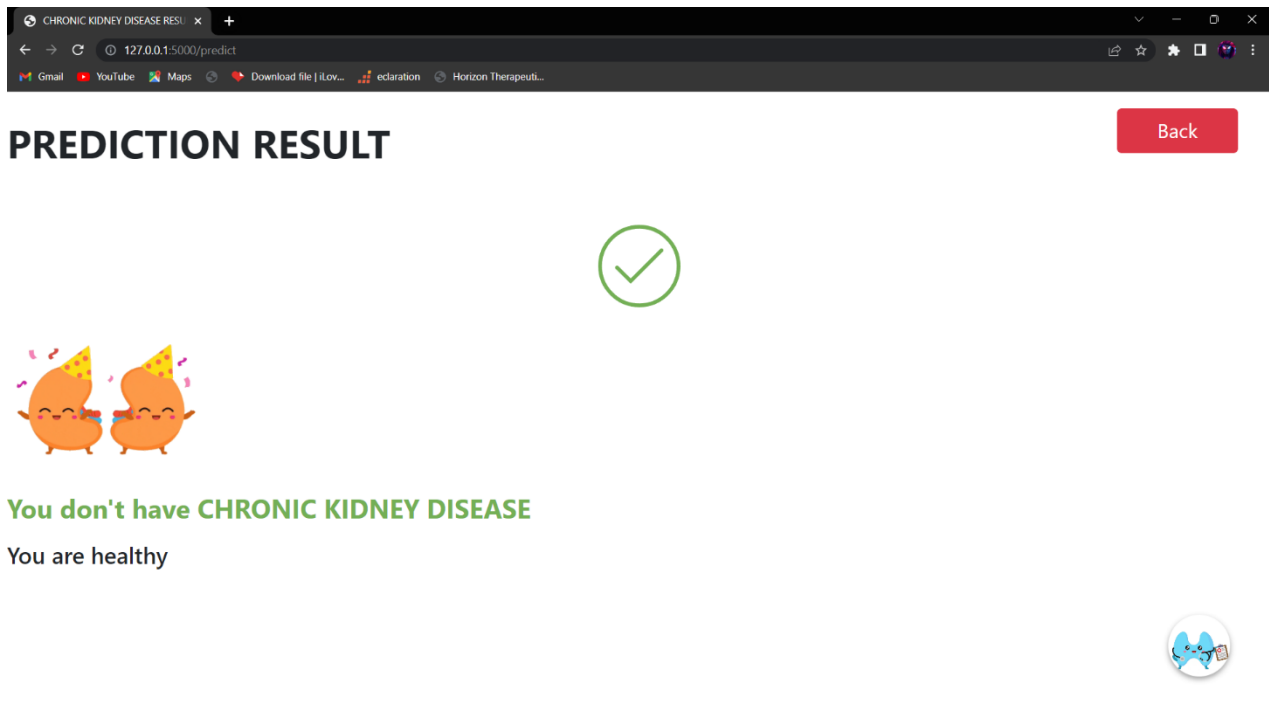 CHRONIC KIDNEY DISEASE RESU
127.0.0.1:5000/predict
Gmail YouTube Maps Download file | iLov... eclaration Horizon Therapeuti...
PREDICTION RESULT
Back
You don't have CHRONIC KIDNEY DISEASE
You are healthy